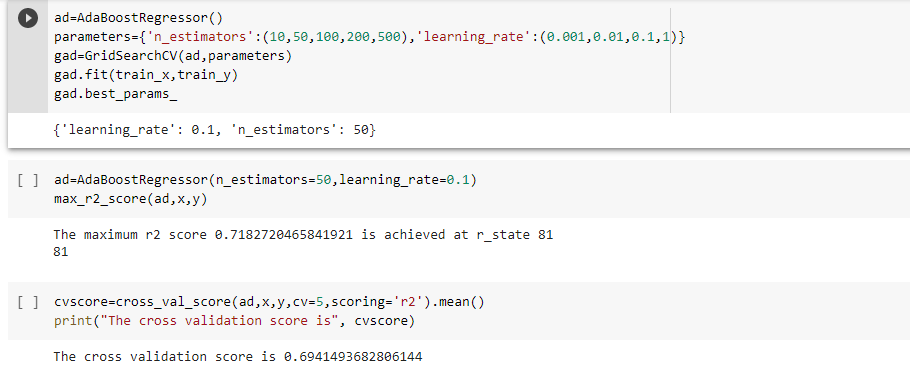 ad=AdaBoostRegressor()
parameters={'n_estimators':(10,50,100,200,500),'learning_rate':(0.001,0.01,0.1,1)}
gad=GridSearchCV(ad,parameters)
gad.fit(train_x,train_y)
gad.best_params_
{'learning_rate': 0.1, 'n_estimators': 50}
[ ] ad=AdaBoostRegressor(n_estimators=50,learning_rate=0.1)
max_r2_score(ad,x,y)
The maximum r2 score 0.7182720465841921 is achieved at r_state 81
81
[ ] cvscore=cross_val_score(ad,x,y,cv=5,scoring='r2').mean()
print("The cross validation score is", cvscore)
The cross validation score is 0.6941493682806144